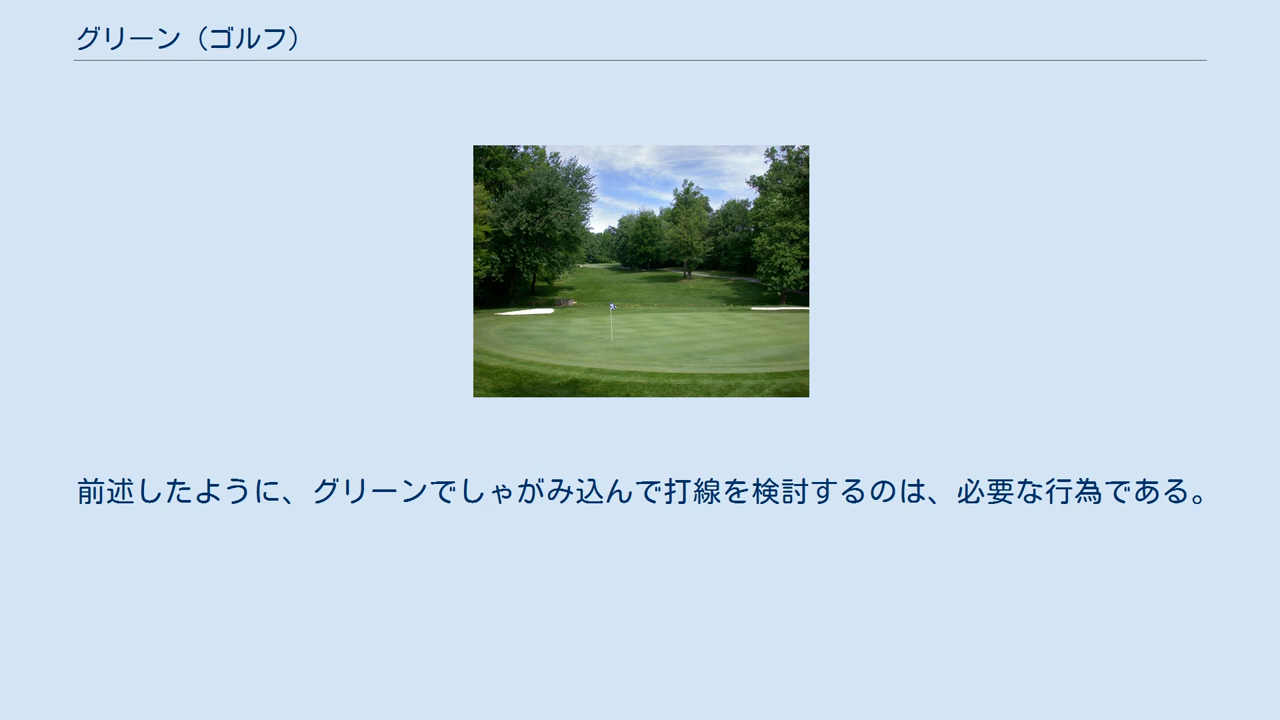 グリーン（ゴルフ）
前述したように、グリーンでしゃがみ込んで打線を検討するのは、必要な行為である。